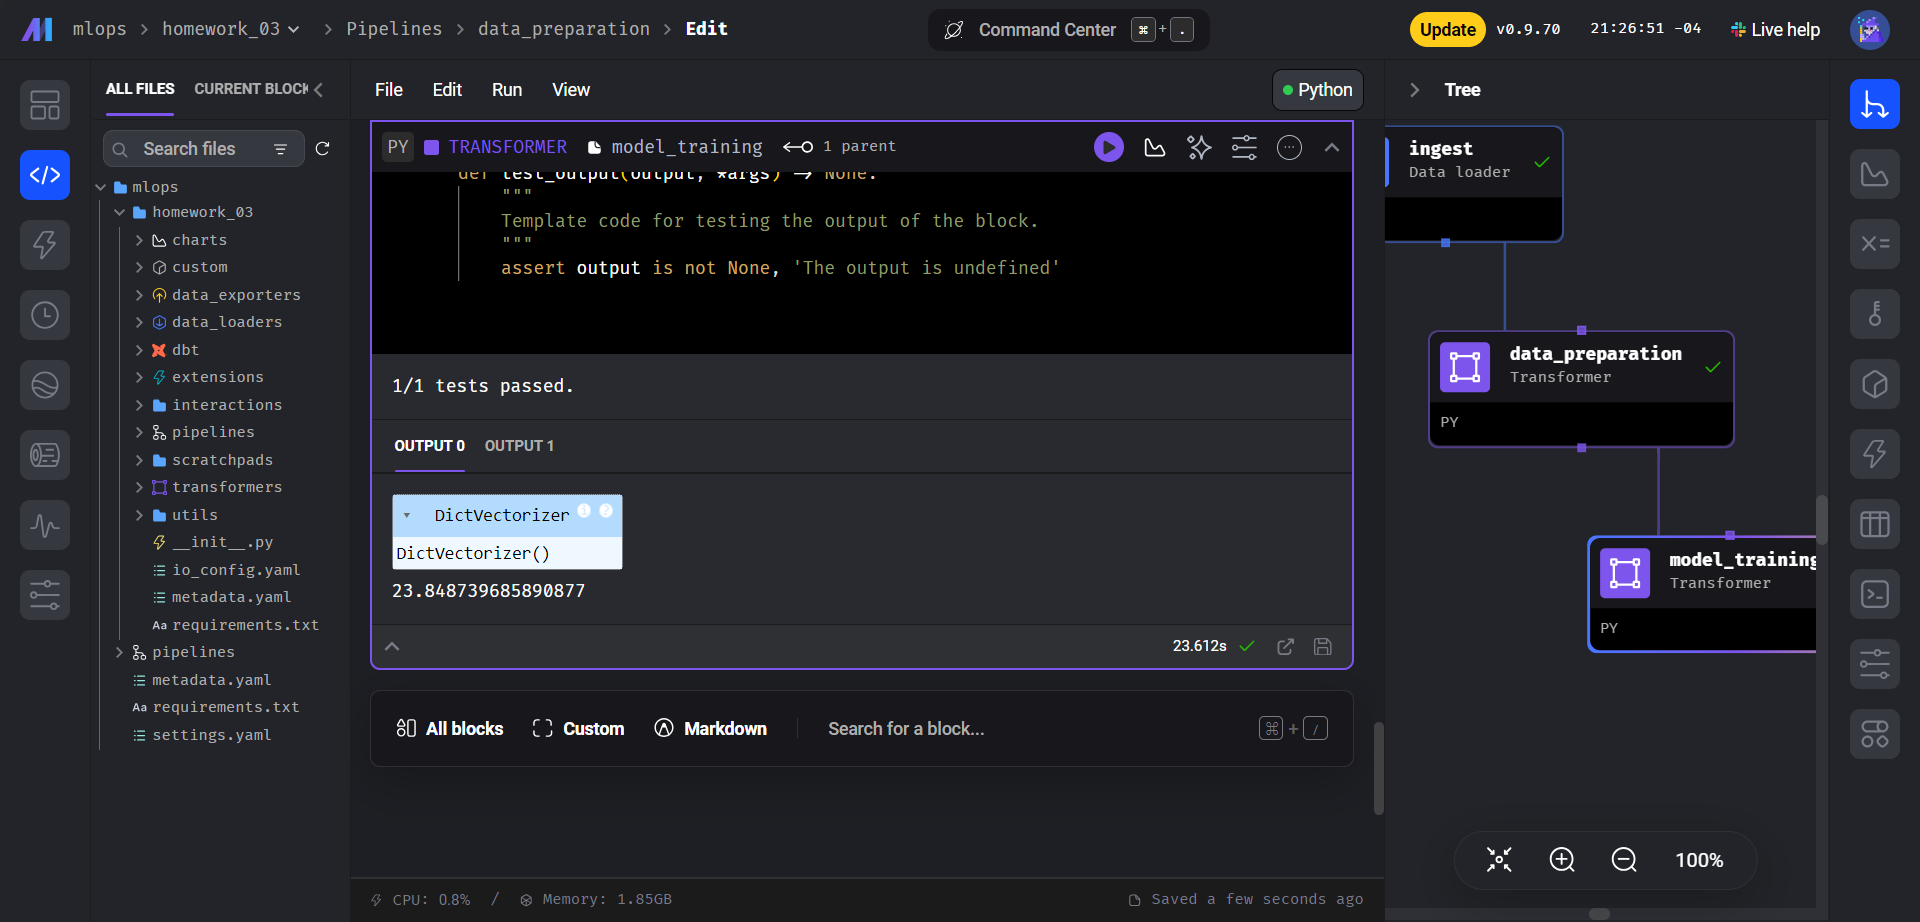 mlops > homework_03 > Pipelines > data_preparation > Edit
Command Center ⌘ + .
Update v0.9.70 21:26:51 -04 Live help
ALL FILES CURRENT BLOCK
Search files
mlops
homework_03
charts
custom
data_exporters
data_loaders
dbt
extensions
interactions
pipelines
scratchpads
transformers
utils
__init__.py
io_config.yaml
metadata.yaml
Aa requirements.txt
pipelines
metadata.yaml
Aa requirements.txt
settings.yaml
File Edit Run View Python
PY TRANSFORMER model_training 1 parent
def test_output(output, *args) -> None:
"""
Template code for testing the output of the block.
"""
assert output is not None, 'The output is undefined'
1/1 tests passed.
OUTPUT 0 OUTPUT 1
DictVectorizer i ?
DictVectorizer()
23.848739685890877
23.612s
All blocks Custom Markdown Search for a block... ⌘ + /
CPU: 0.8% / Memory: 1.85GB Saved a few seconds ago
Tree
ingest
Data loader
data_preparation
Transformer
PY
model_training
Transformer
PY
100%